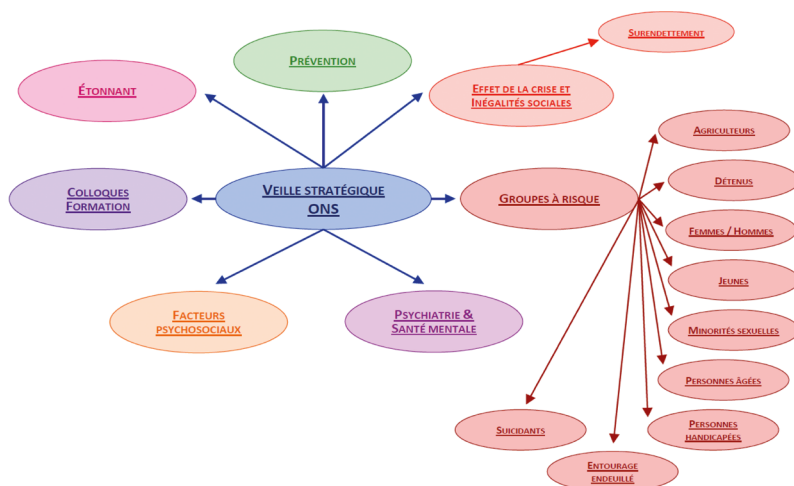 SURENDETTEMENT
PRÉVENTION
ÉTONNANT
EFFET DE LA CRISE ET
INÉGALITÉS SOCIALES
AGRICULTEURS
DÉTENUS
COLLOQUES
FORMATION
VEILLE STRATÉGIQUE
ONS
GROUPES À RISQUE
FEMMES / HOMMES
JEUNES
FACTEURS
PSYCHOSOCIAUX
PSYCHIATRIE &
SANTÉ MENTALE
MINORITÉS SEXUELLES
PERSONNES ÂGÉES
SUICIDANTS
PERSONNES
HANDICAPÉES
ENTOURAGE
ENDEUILLÉ